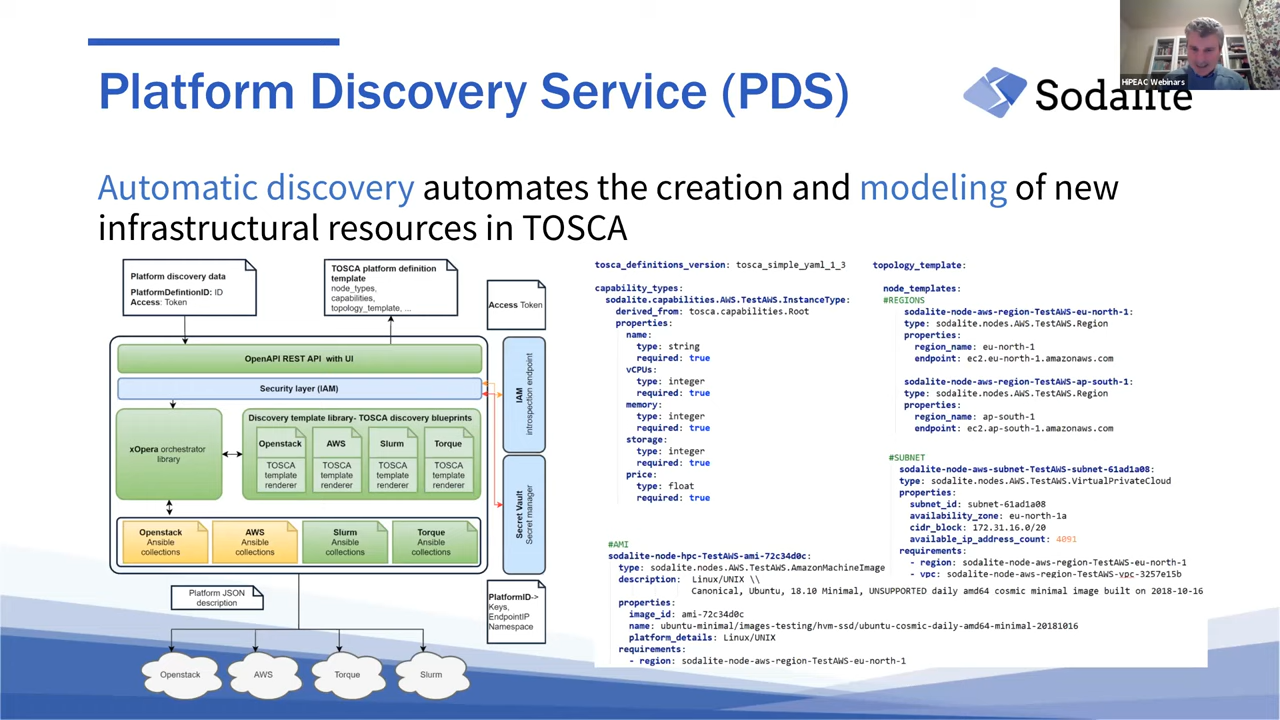 HiPEAC Webinars
Platform Discovery Service (PDS)
Sodalite
Automatic discovery automates the creation and modeling of new
infrastructural resources in TOSCA
Platform discovery data
PlatformDefintionID: ID
Access: Token
TOSCA platform definition
template
node_types,
capabilities,
topology_template, ...
Access Token
OpenAPI REST API with UI
Security layer (IAM)
IAM
introspection endpoint
xOpera orchestrator
library
Discovery template library- TOSCA discovery blueprints
Openstack
TOSCA
template
renderer
AWS
TOSCA
template
renderer
Slurm
TOSCA
template
renderer
Torque
TOSCA
template
renderer
Secret Vault
Secret manager
Openstack
Ansible
collections
AWS
Ansible
collections
Slurm
Ansible
collections
Torque
Ansible
collections
Platform JSON
description
PlatformID->
Keys,
EndpointIP
Namespace
Openstack
AWS
Torque
Slurm
tosca_definitions_version: tosca_simple_yaml_1_3
capability_types:
sodalite.capabilities.AWS.TestAWS.InstanceType:
derived_from: tosca.capabilities.Root
properties:
name:
type: string
required: true
vCPUs:
type: integer
required: true
memory:
type: integer
required: true
storage:
type: integer
required: true
price:
type: float
required: true
topology_template:
node_templates:
#REGIONS
sodalite-node-aws-region-TestAWS-eu-north-1:
type: sodalite.nodes.AWS.TestAWS.Region
properties:
region_name: eu-north-1
endpoint: ec2.eu-north-1.amazonaws.com
sodalite-node-aws-region-TestAWS-ap-south-1:
type: sodalite.nodes.AWS.TestAWS.Region
properties:
region_name: ap-south-1
endpoint: ec2.ap-south-1.amazonaws.com
#SUBNET
sodalite-node-aws-subnet-TestAWS-subnet-61ad1a08:
type: sodalite.nodes.AWS.TestAWS.VirtualPrivateCloud
properties:
subnet_id: subnet-61ad1a08
availability_zone: eu-north-1a
cidr_block: 172.31.16.0/20
available_ip_address_count: 4091
requirements:
- region: sodalite-node-aws-region-TestAWS-eu-north-1
- vpc: sodalite-node-aws-region-TestAWS-vpc-3257e15b
#AMI
sodalite-node-hpc-TestAWS-ami-72c34d0c:
type: sodalite.nodes.AWS.TestAWS.AmazonMachineImage
description: Linux/UNIX \\
Canonical, Ubuntu, 18.10 Minimal, UNSUPPORTED daily amd64 cosmic minimal image built on 2018-10-16
properties:
image_id: ami-72c34d0c
name: ubuntu-minimal/images-testing/hvm-ssd/ubuntu-cosmic-daily-amd64-minimal-20181016
platform_details: Linux/UNIX
requirements:
- region: sodalite-node-aws-region-TestAWS-eu-north-1